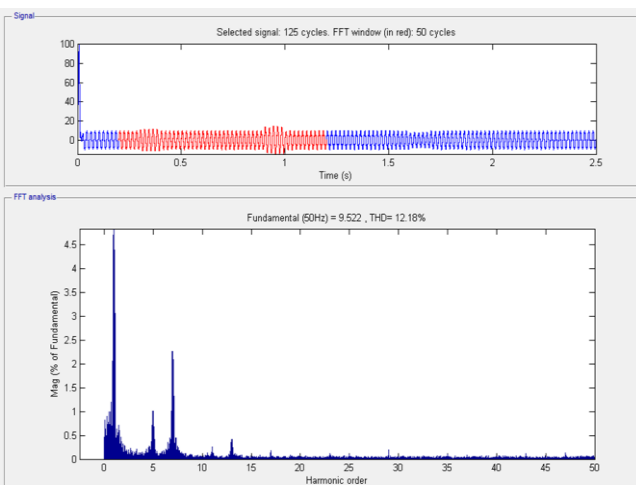 Signal
Selected signal: 125 cycles. FFT window (in red): 50 cycles
100
80
60
40
20
0
0 0.5 1 1.5 2 2.5
Time (s)
FFT analysis
Fundamental (50Hz) = 9.522 , THD= 12.18%
Mag (% of Fundamental)
4.5
4
3.5
3
2.5
2
1.5
1
0.5
0
0 5 10 15 20 25 30 35 40 45 50
Harmonic order